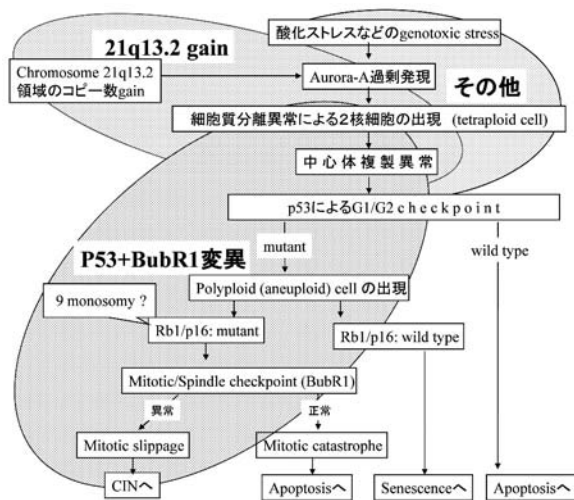 酸化ストレスなどのgenotoxic stress
21q13.2 gain
Chromosome 21q13.2
領域のコピー数gain
Aurora-A過剰発現
その他
細胞質分離異常による2核細胞の出現 (tetraploid cell)
中心体複製異常
p53によるG1/G2 checkpoint
mutant
wild type
P53+BubR1変異
Polyploid (aneuploid) cell の出現
9 monosomy ?
Rb1/p16: mutant
Rb1/p16: wild type
Mitotic/Spindle checkpoint (BubR1)
異常
正常
Mitotic slippage
Mitotic catastrophe
CINへ
Apoptosisへ
Senescenceへ
Apoptosisへ